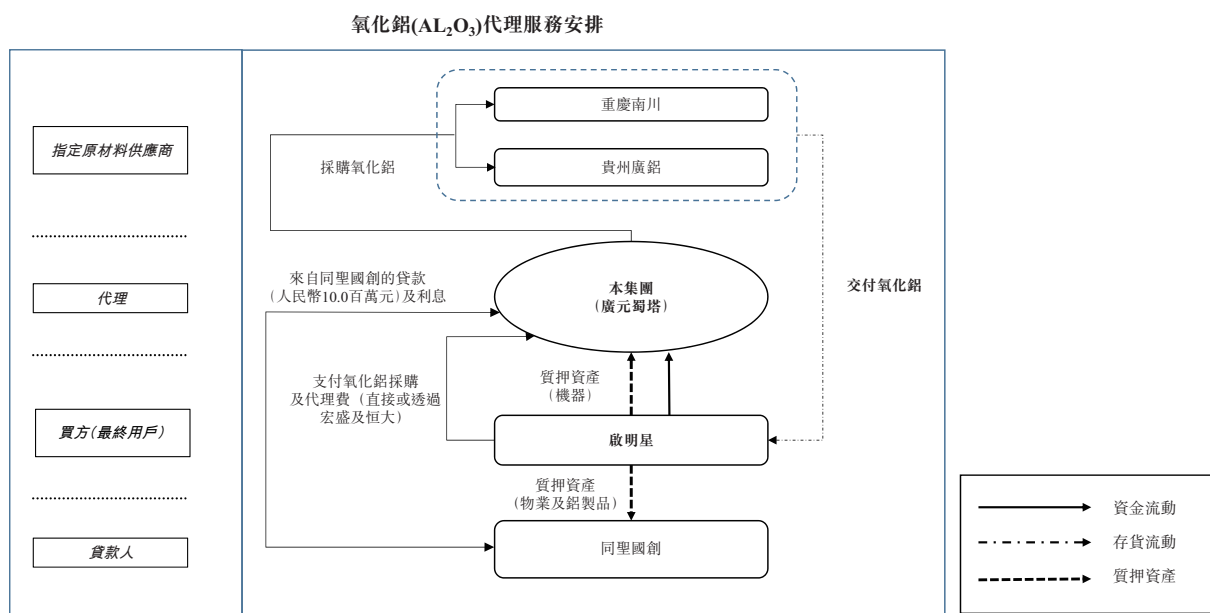 氧化鋁(AL₂O₃)代理服務安排
指定原材料供應商
代理
買方(最終用戶)
貸款人
重慶南川
貴州廣鋁
採購氧化鋁
來自同聖國創的貸款
(人民幣10.0百萬元)及利息
本集團
(廣元蜀塔)
交付氧化鋁
支付氧化鋁採購
及代理費(直接或透過
宏盛及恒大)
質押資產
(機器)
啟明星
質押資產
(物業及鋁製品)
同聖國創
資金流動
存貨流動
質押資產